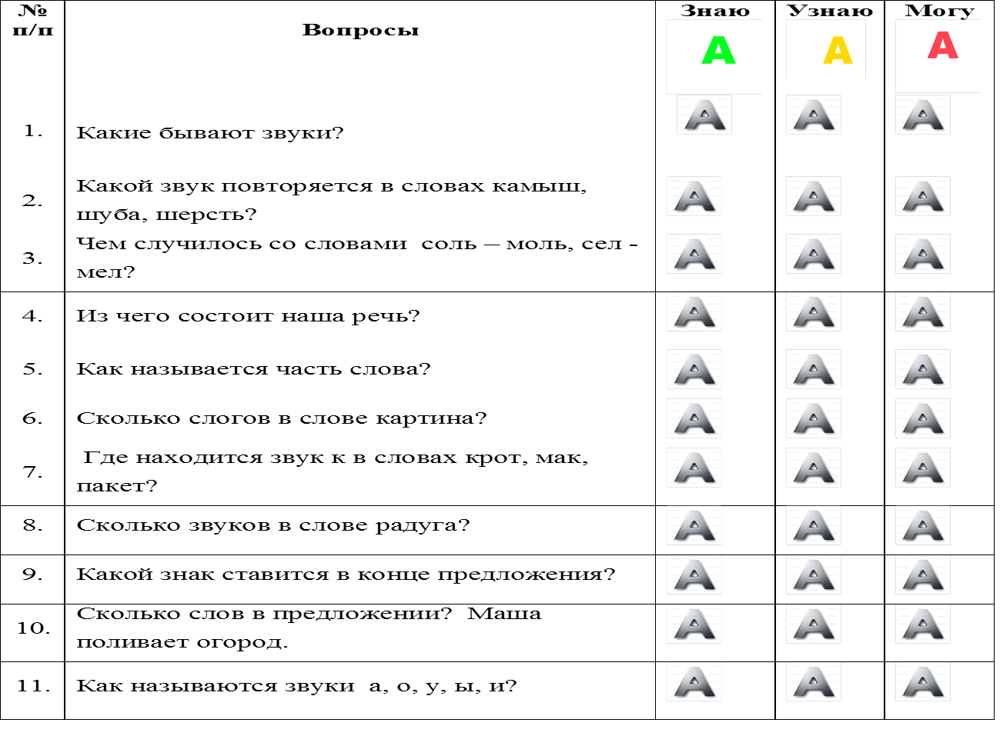 №
п/п
Вопросы
Знаю
Узнаю
Могу
А
А
А
1.
Какие бывают звуки?
А
А
А
2.
Какой звук повторяется в словах камыш,
шуба, шерсть?
А
А
А
3.
Чем случилось со словами соль – моль, сел -
мел?
А
А
А
4.
Из чего состоит наша речь?
А
А
А
5.
Как называется часть слова?
А
А
А
6.
Сколько слогов в слове картина?
А
А
А
7.
Где находится звук к в словах крот, мак,
пакет?
А
А
А
8.
Сколько звуков в слове радуга?
А
А
А
9.
Какой знак ставится в конце предложения?
А
А
А
10.
Сколько слов в предложении? Маша
поливает огород.
А
А
А
11.
Как называются звуки а, о, у, ы, и?
А
А
А